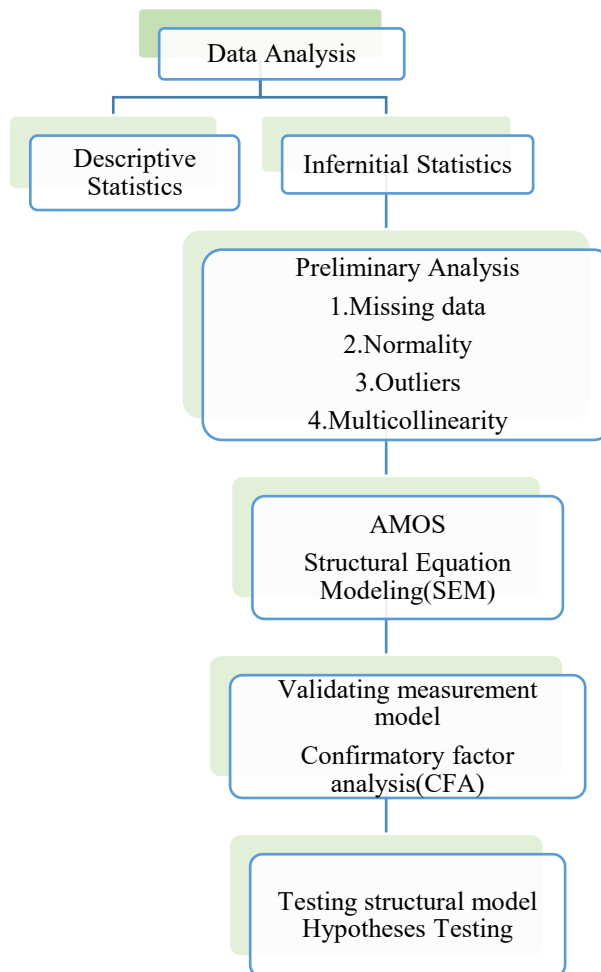 Data Analysis
Descriptive
Statistics
Infernitial Statistics
Preliminary Analysis
1.Missing data
2.Normality
3.Outliers
4.Multicollinearity
AMOS
Structural Equation
Modeling(SEM)
Validating measurement
model
Confirmatory factor
analysis(CFA)
Testing structural model
Hypotheses Testing